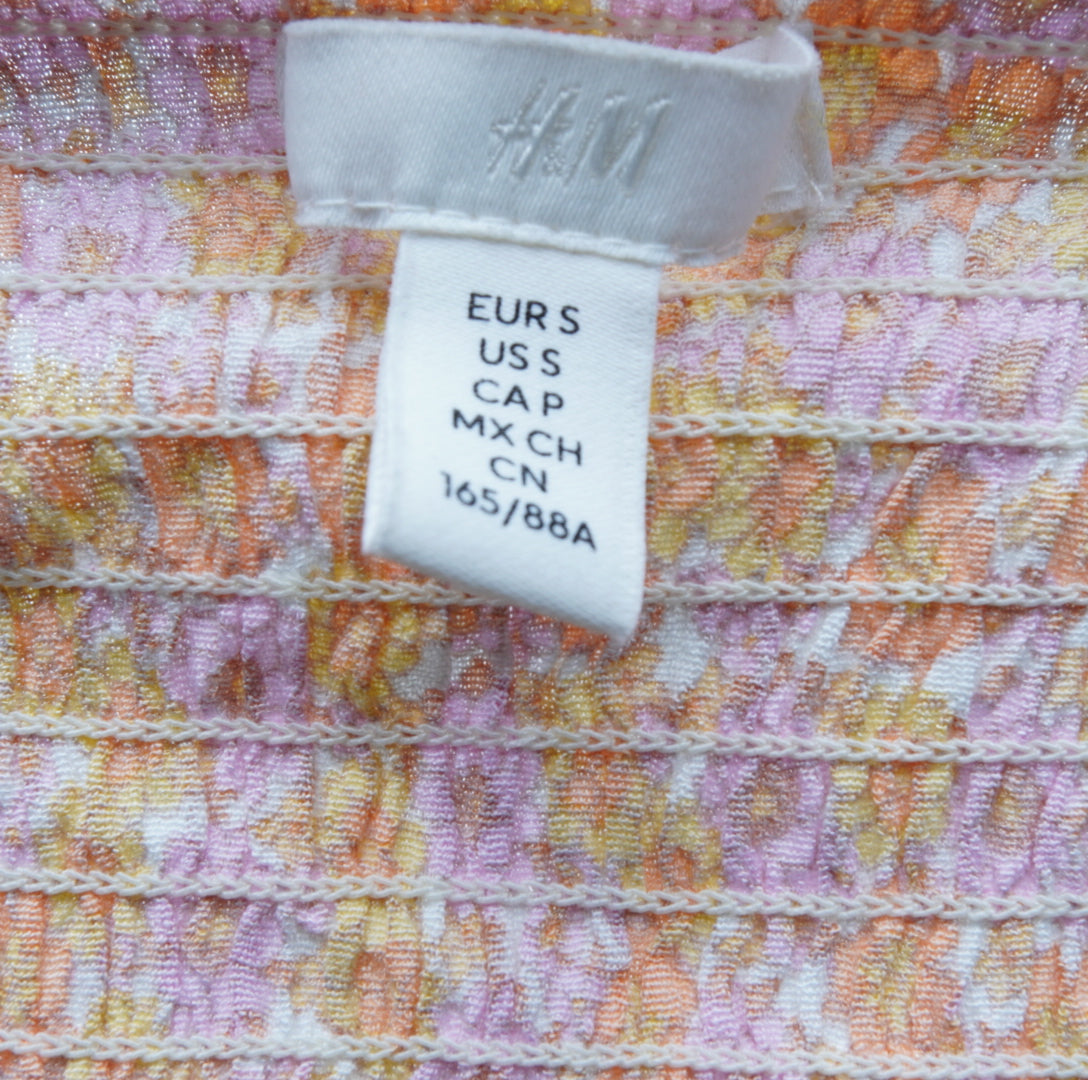 H&M
EUR S
US S
CA P
MX CH
CN
165/88A